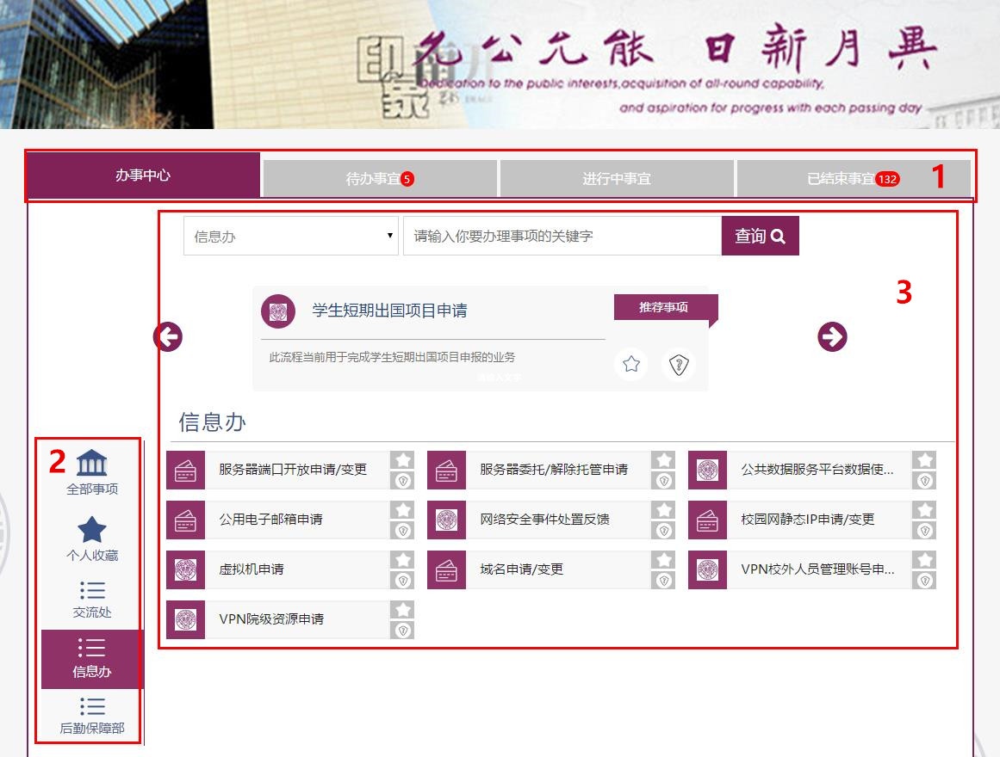 允公允能 日新月異
Dedication to the public interests,acquisition of all-round capability,
and aspiration for progress with each passing day
办事中心
待办事宜 5
进行中事宜
已结束事宜 132
1
信息办
请输入你要办理事项的关键字
查询
3
学生短期出国项目申请
推荐事项
此流程当前用于完成学生短期出国项目申报的业务
信息办
2
全部事项
个人收藏
交流处
信息办
后勤保障部
服务器端口开放申请/变更
服务器委托/解除托管申请
公共数据服务平台数据使...
公用电子邮箱申请
网络安全事件处置反馈
校园网静态IP申请/变更
虚拟机申请
域名申请/变更
VPN校外人员管理账号申...
VPN院级资源申请